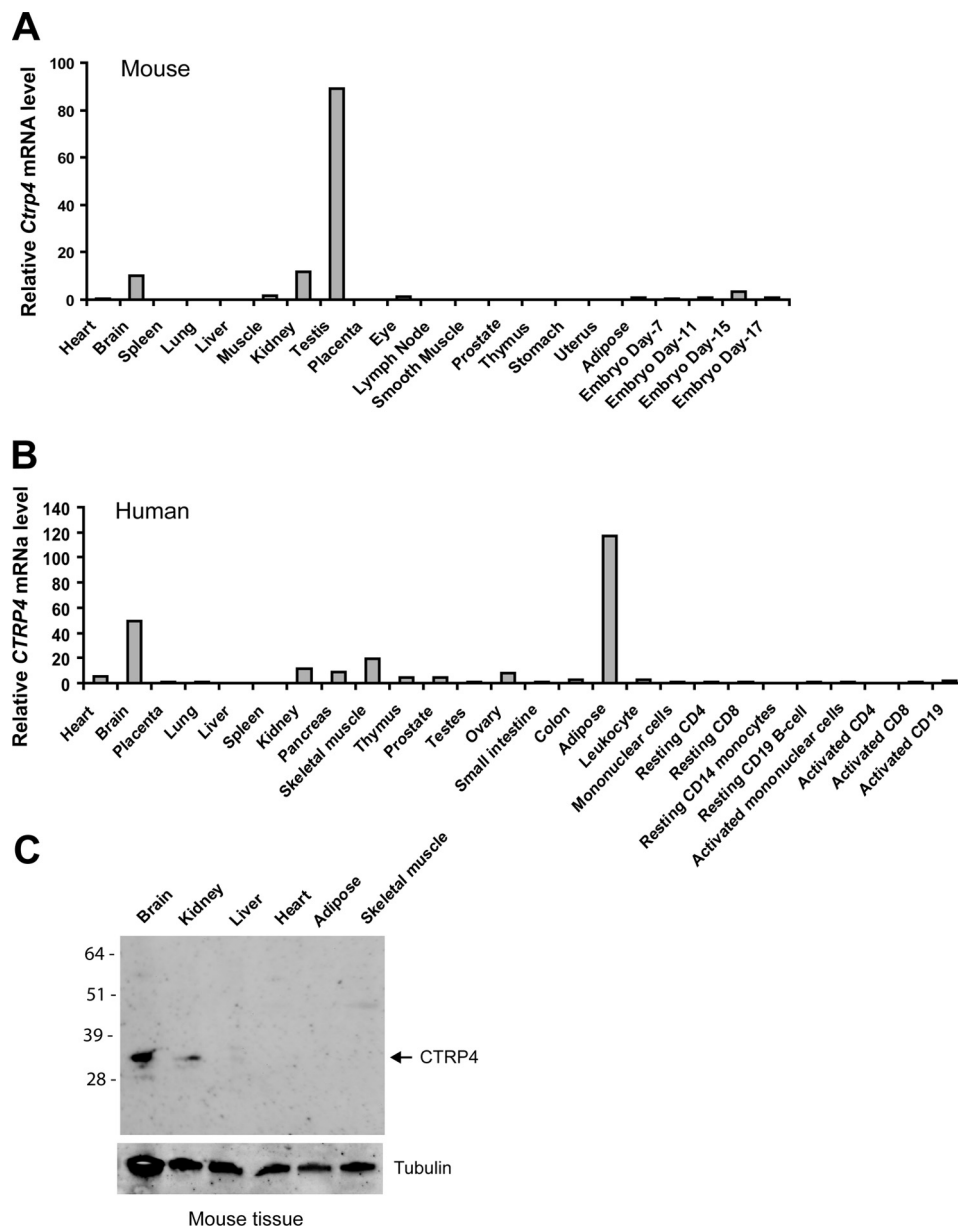 A
Mouse
Relative Ctrp4 mRNA level
100
80
60
40
20
0
Heart
Brain
Spleen
Lung
Liver
Muscle
Kidney
Testis
Placenta
Eye
Lymph Node
Smooth Muscle
Prostate
Thymus
Stomach
Uterus
Adipose
Embryo Day-7
Embryo Day-11
Embryo Day-15
Embryo Day-17
B
Human
Relative CTRP4 mRNa level
140
120
100
80
60
40
20
0
Heart
Brain
Placenta
Lung
Liver
Spleen
Kidney
Pancreas
Skeletal muscle
Thymus
Prostate
Testes
Ovary
Small intestine
Colon
Adipose
Leukocyte
Mononuclear cells
Resting CD4
Resting CD8
Resting CD14 monocytes
Resting CD19 B-cell
Activated mononuclear cells
Activated CD4
Activated CD8
Activated CD19
C
Brain
Kidney
Liver
Heart
Adipose
Skeletal muscle
64 -
51 -
39 -
28 -
CTRP4
Tubulin
Mouse tissue